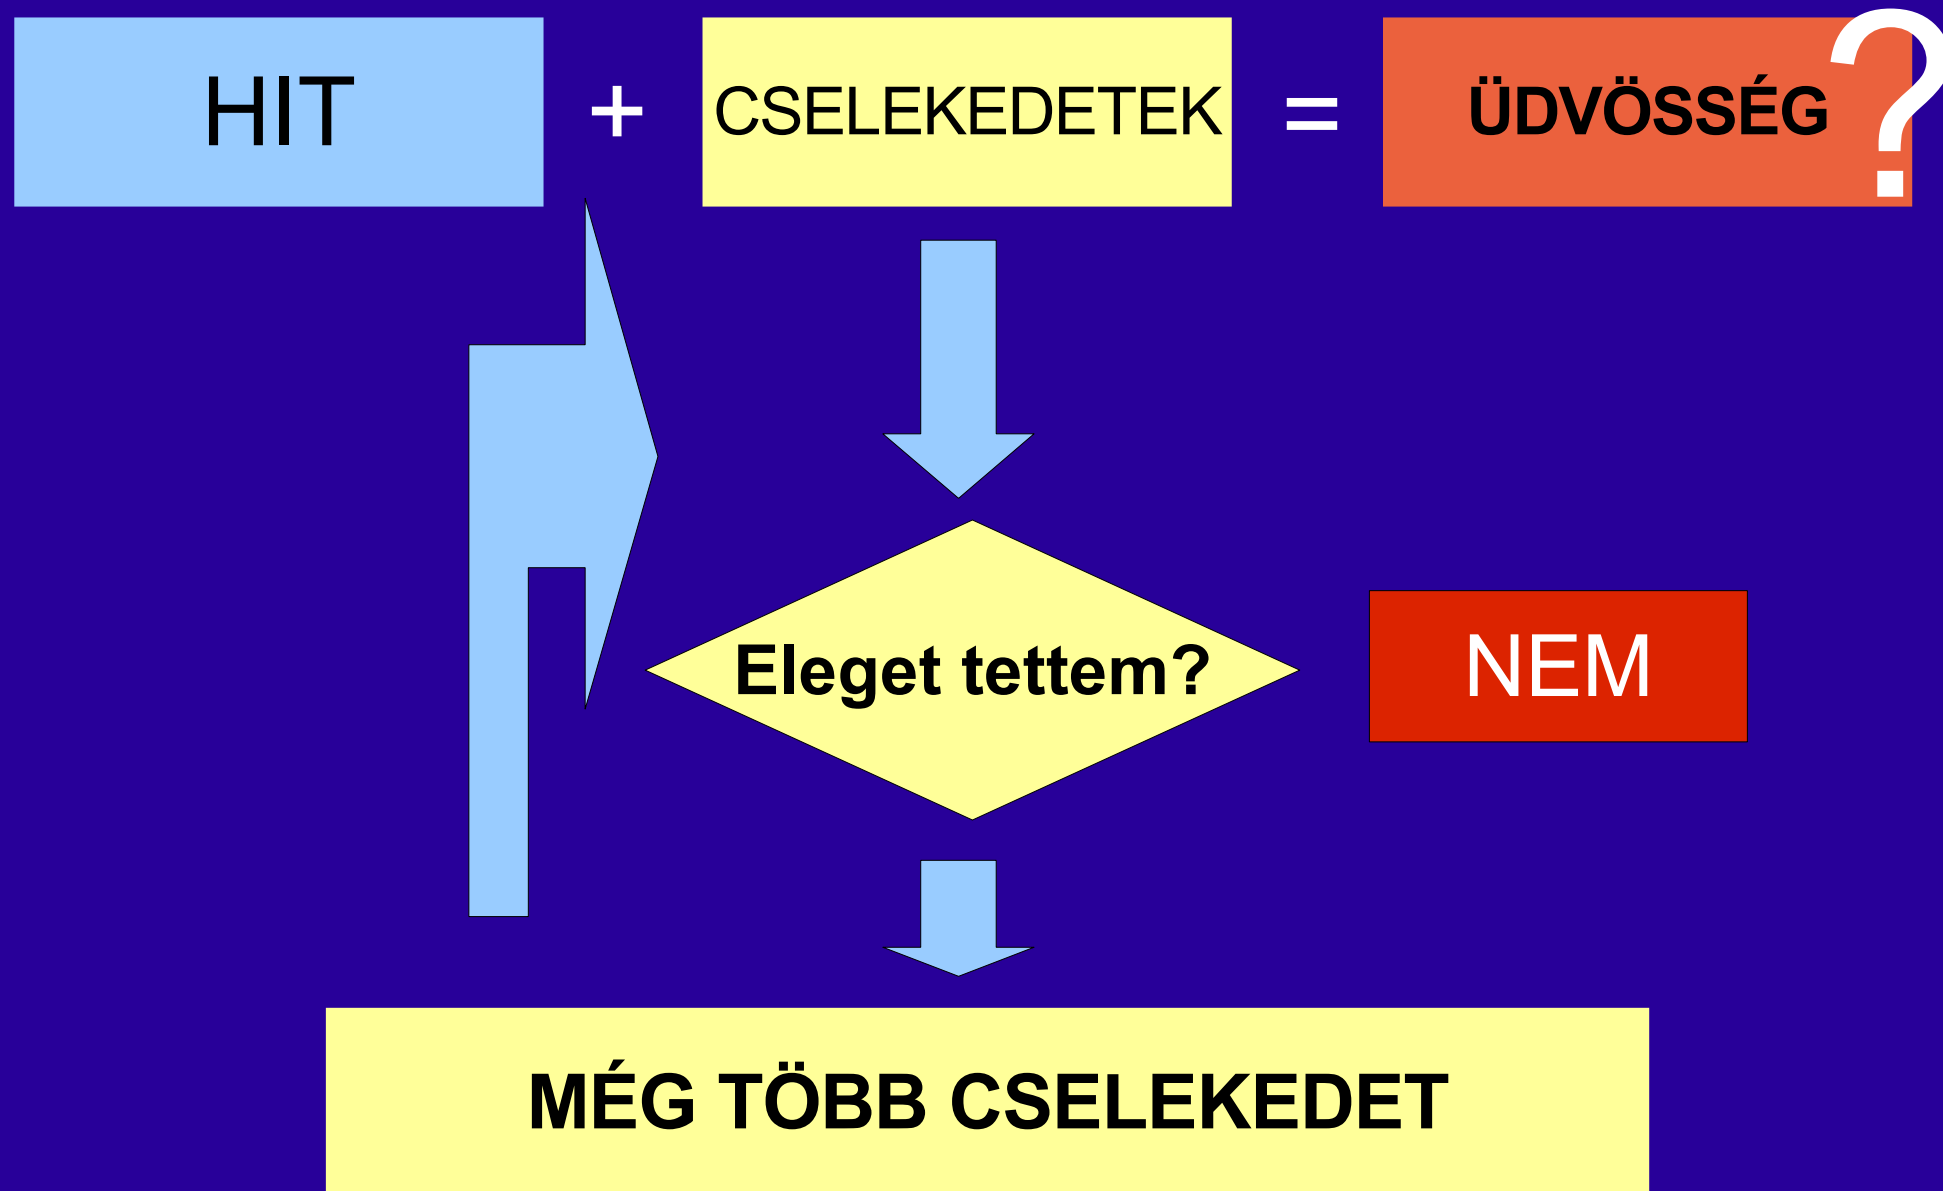 HIT + CSELEKEDETEK = ÜDVÖSSÉG ?
Eleget tettem?
NEM
MÉG TÖBB CSELEKEDET